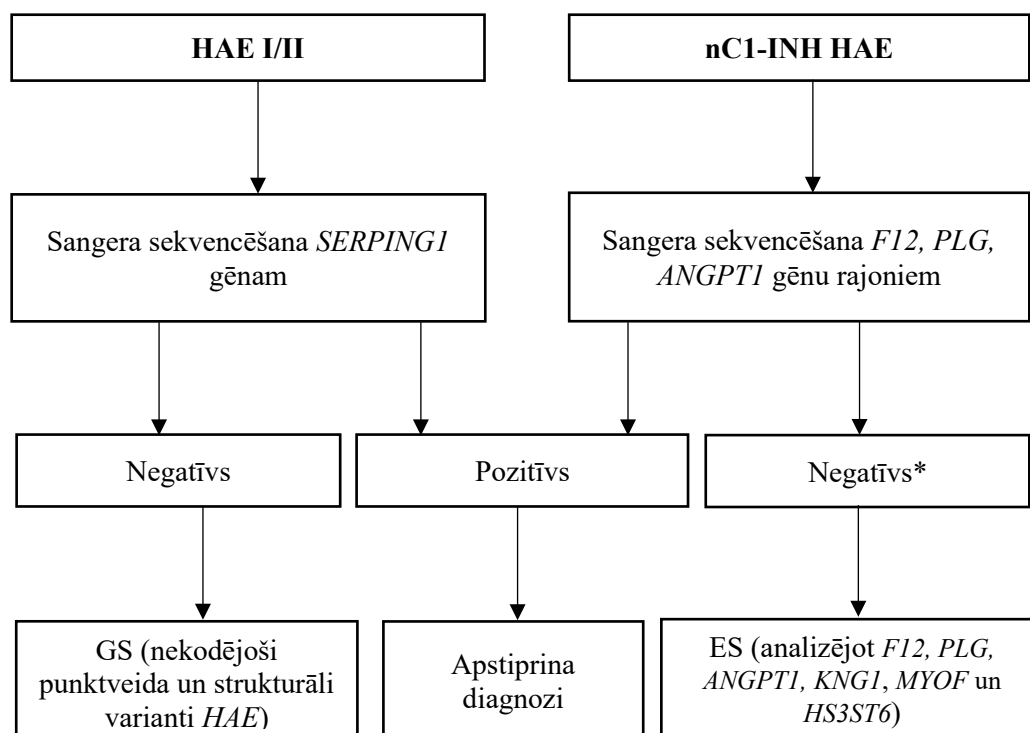 HAE I/II
nC1-INH HAE
Sangera sekvencēšana SERPING1
gēnam
Sangera sekvencēšana F12, PLG,
ANGPT1 gēnu rajoniem
Negatīvs
Pozitīvs
Negatīvs*
GS (nekodējoši
punktveida un strukturāli
varianti HAE)
Apstiprina
diagnozi
ES (analizējot F12, PLG,
ANGPT1, KNG1, MYOF un
HS3ST6)